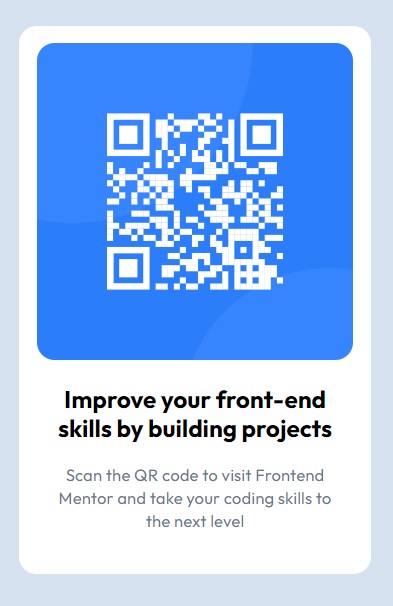 Improve your front-end
skills by building projects
Scan the QR code to visit Frontend
Mentor and take your coding skills to
the next level